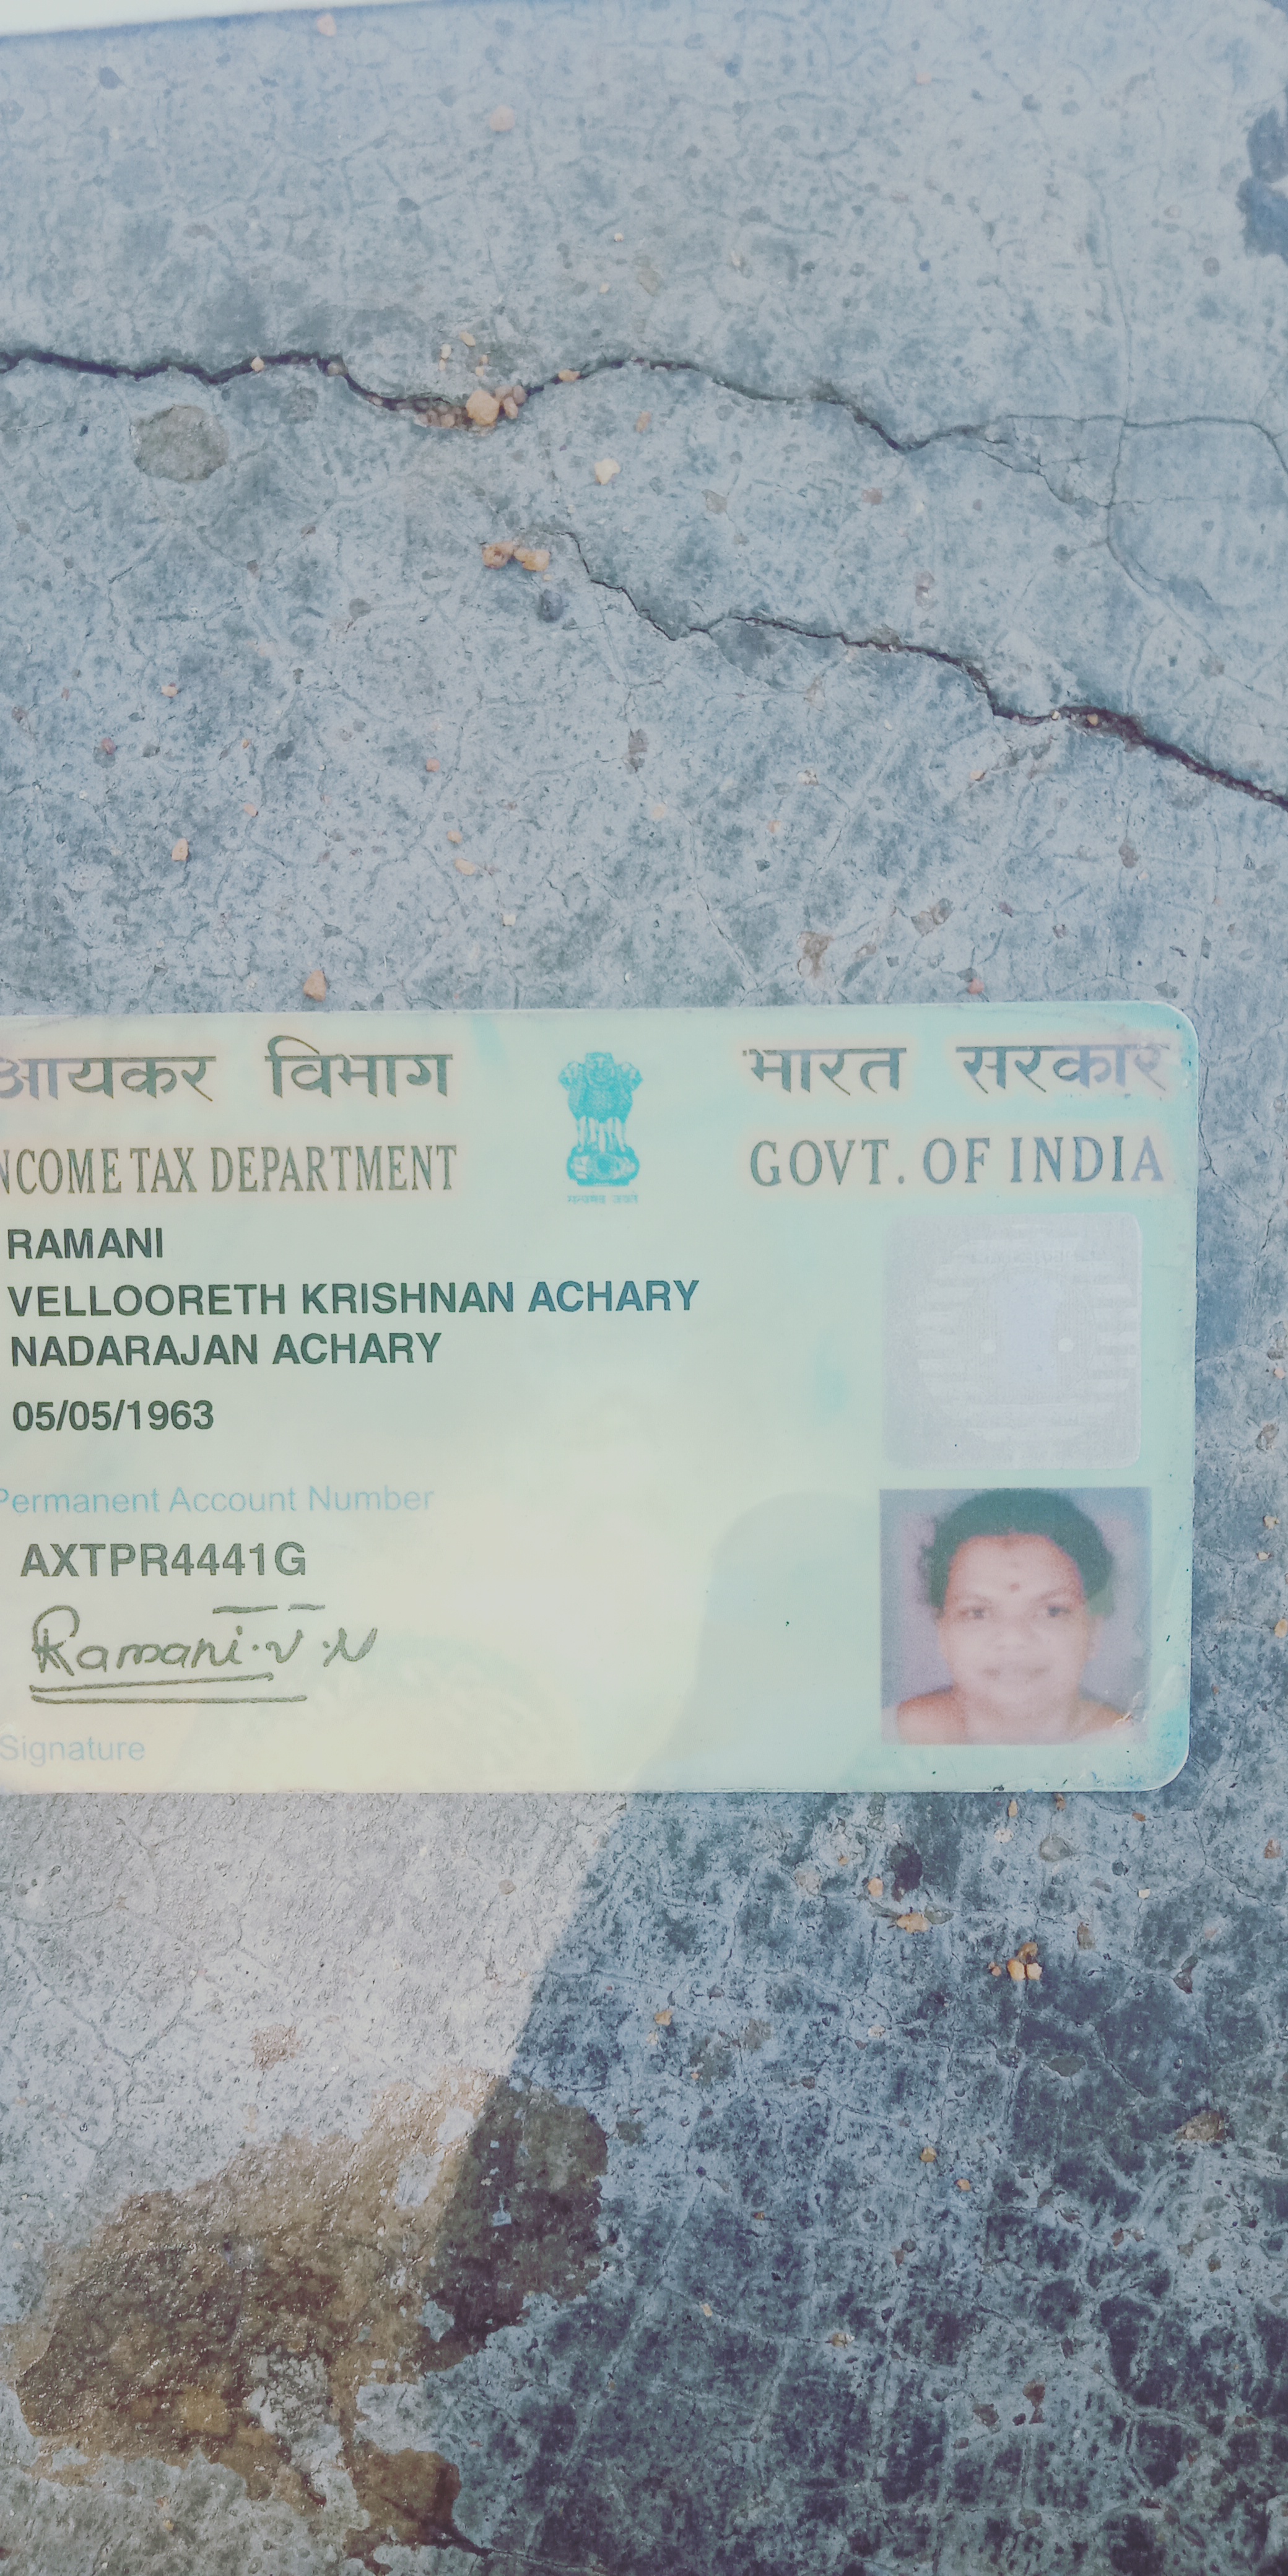 आयकर विभाग भारत सरकार
NCOME TAX DEPARTMENT GOVT. OF INDIA
RAMANI
VELLOORETH KRISHNAN ACHARY
NADARAJAN ACHARY
05/05/1963
Permanent Account Number
AXTPR4441G
Ramani.V.N
Signature